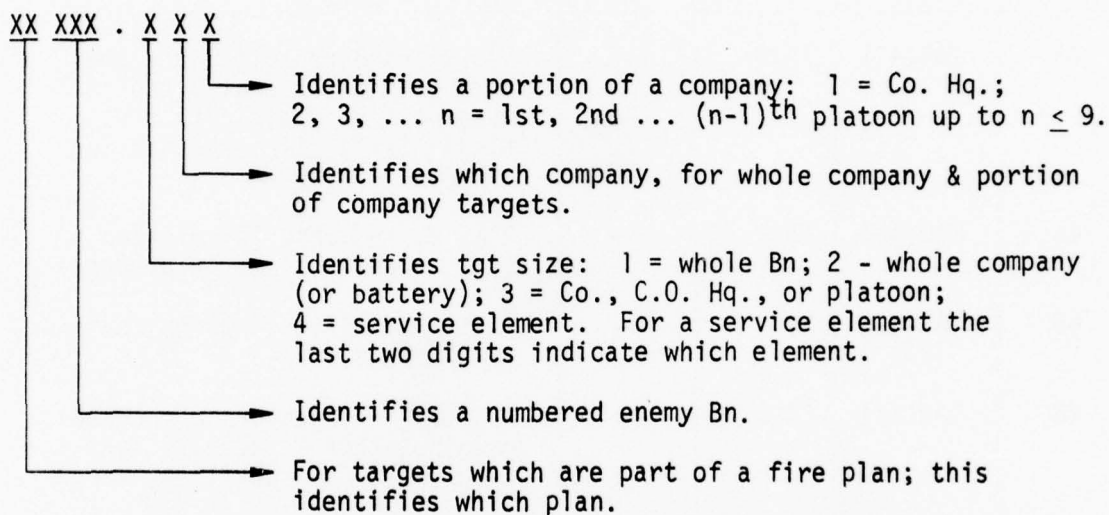 XX XXX . X X X
Identifies a portion of a company: 1 = Co. Hq.;
2, 3, ... n = 1st, 2nd ... (n-1)th platoon up to n ≤ 9.
Identifies which company, for whole company & portion
of company targets.
Identifies tgt size: 1 = whole Bn; 2 - whole company
(or battery); 3 = Co., C.O. Hq., or platoon;
4 = service element. For a service element the
last two digits indicate which element.
Identifies a numbered enemy Bn.
For targets which are part of a fire plan; this
identifies which plan.